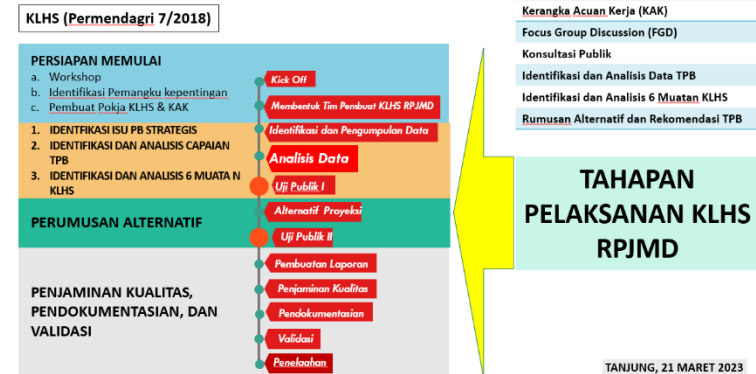 KLHS (Permendagri 7/2018)
PERSIAPAN MEMULAI
a. Workshop
b. Identifikasi Pemangku kepentingan
c. Pembuat Pokja KLHS & KAK
1. IDENTFIKASI ISU PB STRATEGIS
2. IDENTIFIKASI DAN ANALISIS CAPAIAN
TPB
3. IDENTIFIKASI DAN ANALISIS 6 MUATA N
KLHS
PERUMUSAN ALTERNATIF
PENJAMINAN KUALITAS,
PENDOKUMENTASIAN, DAN
VALIDASI
Kick Off
Membentuk Tim Pembuat KLHS RPJMD
Identifikasi dan Pengumpulan Data
Analisis Data
Uji Publik I
Alternatif Proyeksi
Uji Publik II
Pembuatan Laporan
Penjaminan Kualitas
Pendokumentasian
Validasi
Penelaahan
Kerangka Acuan Kerja (KAK)
Focus Group Discussion (FGD)
Konsultasi Publik
Identifikasi dan Analisis Data TPB
Identifikasi dan Analisis 6 Muatan KLHS
Rumusan Alternatif dan Rekomendasi TPB
TAHAPAN
PELAKSANAN KLHS
RPJMD
TANJUNG, 21 MARET 2023